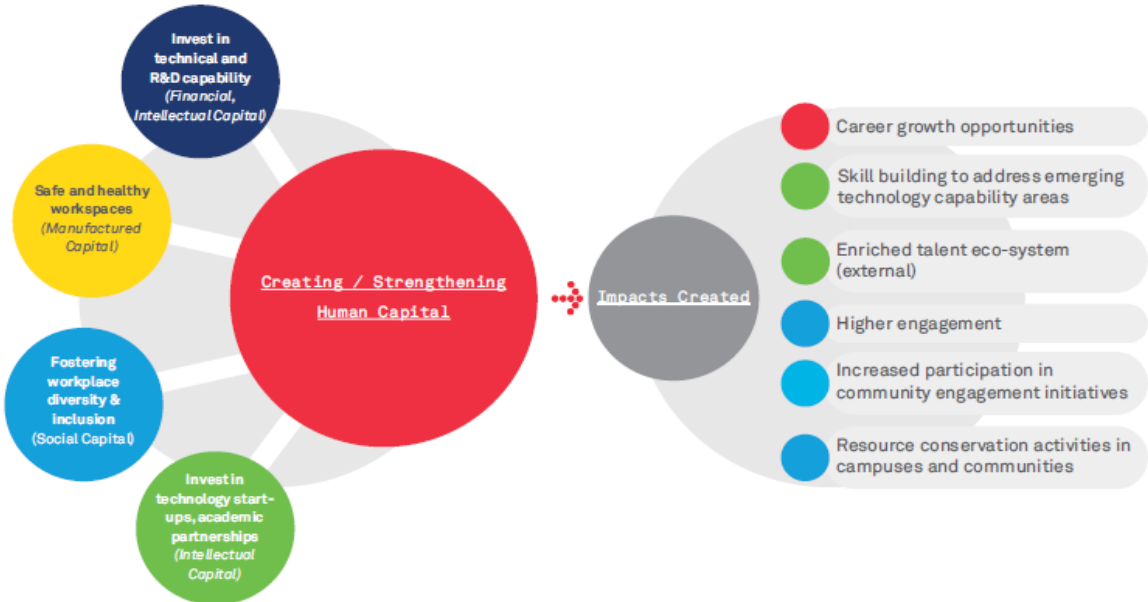 Invest in
technical and
R&D capability
(Financial,
Intellectual Capital)
Safe and healthy
workspaces
(Manufactured
Capital)
Fostering
workplace
diversity &
inclusion
(Social Capital)
Invest in
technology start-
ups, academic
partnerships
(Intellectual
Capital)
Creating / Strengthening
Human Capital
Impacts Created
Career growth opportunities
Skill building to address emerging
technology capability areas
Enriched talent eco-system
(external)
Higher engagement
Increased participation in
community engagement initiatives
Resource conservation activities in
campuses and communities